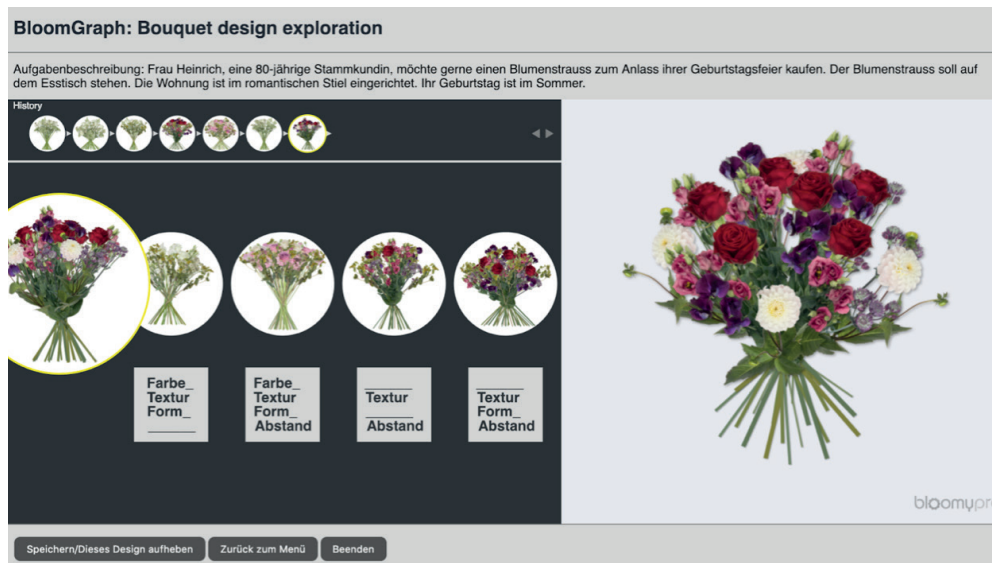 BloomGraph: Bouquet design exploration
Aufgabenbeschreibung: Frau Heinrich, eine 80-jährige Stammkundin, möchte gerne einen Blumenstrauss zum Anlass ihrer Geburtstagsfeier kaufen. Der Blumenstrauss soll auf
dem Esstisch stehen. Die Wohnung ist im romantischen Stiel eingerichtet. Ihr Geburtstag ist im Sommer.
History
Farbe_
Textur
Form_
Farbe_
Textur
Form_
Abstand
Textur
Abstand
Textur
Form_
Abstand
bloomypr
Speichern/Dieses Design aufheben Zurück zum Menü Beenden